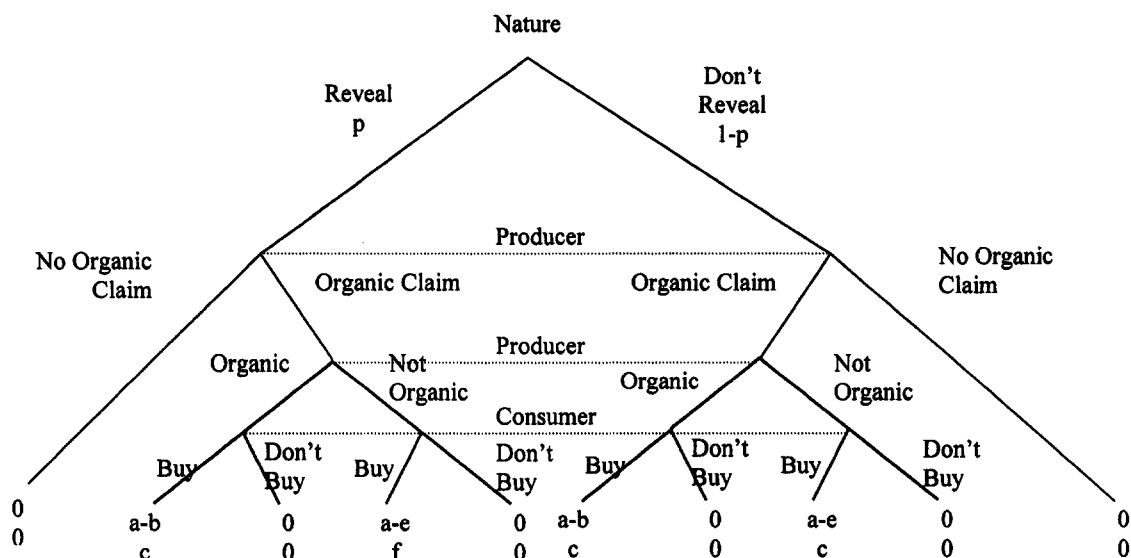 Nature
Reveal
p
Don't
Reveal
1-p
Producer
No Organic
Claim
Organic Claim
Organic Claim
No Organic
Claim
Producer
Organic
Not
Organic
Organic
Not
Organic
Consumer
Buy
Don't
Buy
Buy
Don't
Buy
Buy
Don't
Buy
Buy
Don't
Buy
0 a-b 0 a-e 0 a-b 0 a-e 0 0
0 c 0 f 0 c 0 c 0 0